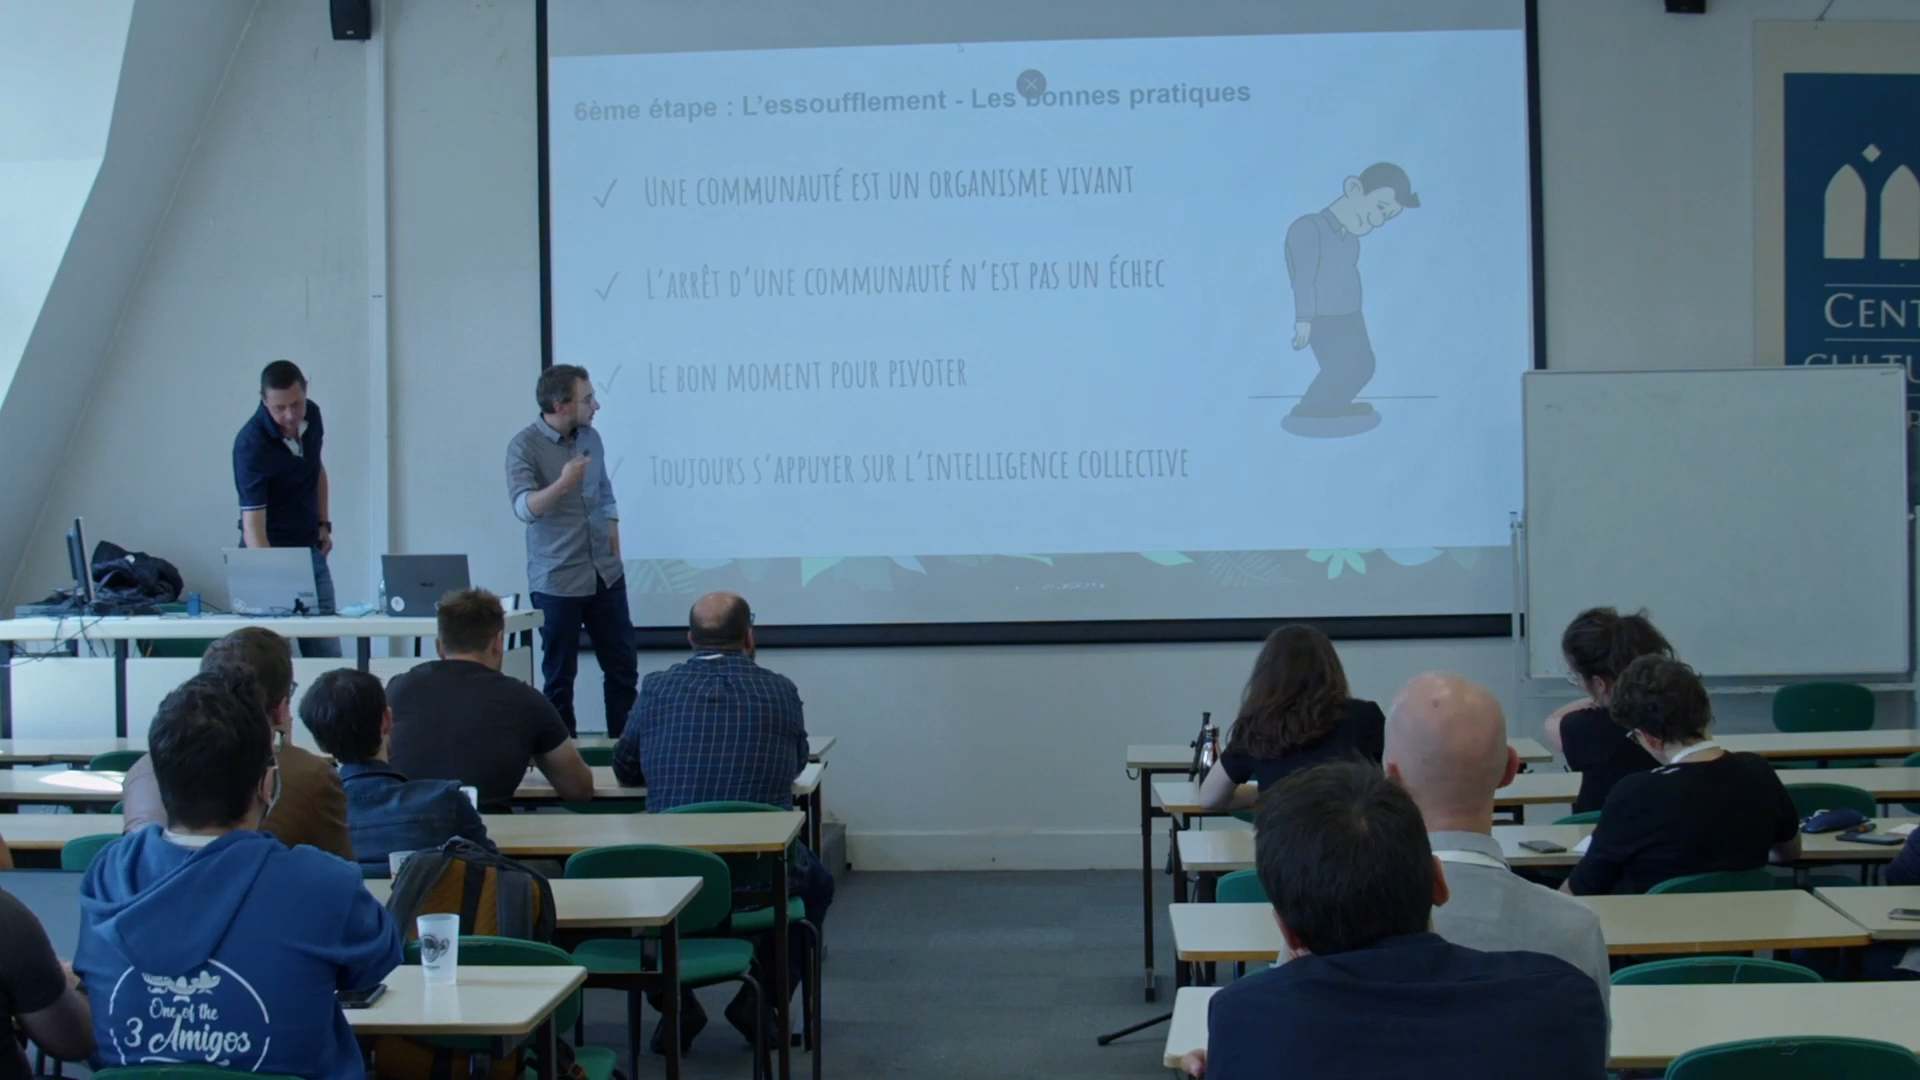 6ème étape : L'essoufflement - Les bonnes pratiques
✓ UNE COMMUNAUTÉ EST UN ORGANISME VIVANT
✓ L'ARRÊT D'UNE COMMUNAUTÉ N'EST PAS UN ÉCHEC
✓ LE BON MOMENT POUR PIVOTER
✓ TOUJOURS S'APPUYER SUR L'INTELLIGENCE COLLECTIVE
CENT
CULTU
One of the
3 Amigos